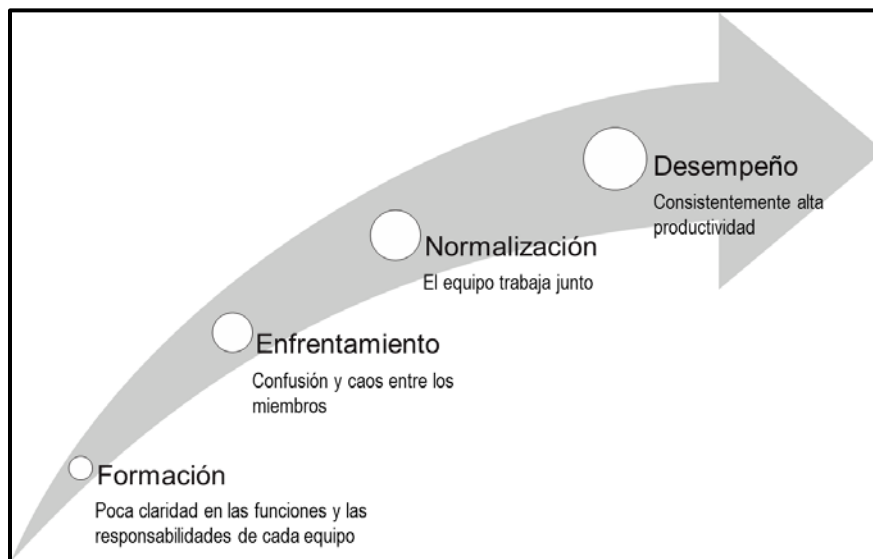 Desempeño
Consistentemente alta
productividad
Normalización
El equipo trabaja junto
Enfrentamiento
Confusión y caos entre los
miembros
Formación
Poca claridad en las funciones y las
responsabilidades de cada equipo